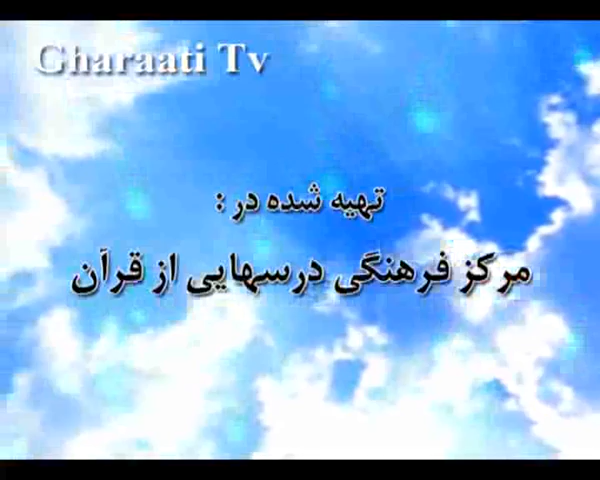 Gharaati Tv
تهیه شده در :
مرکز فرهنگی درسهایی از قرآن